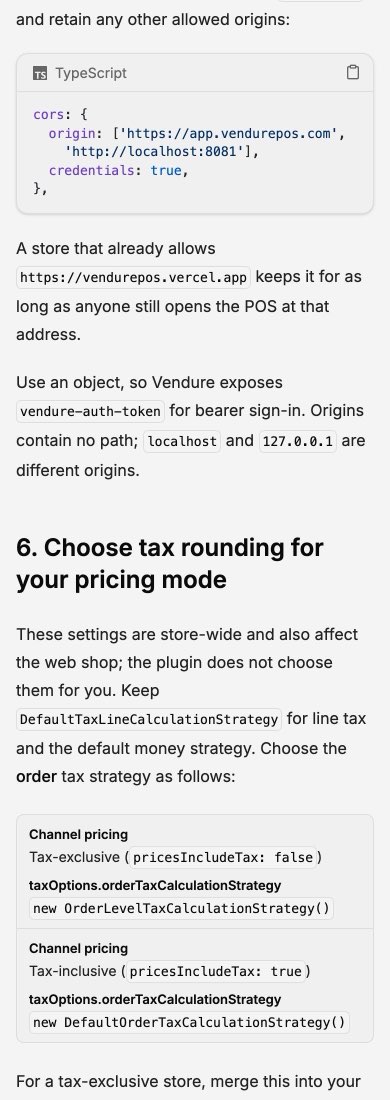 and retain any other allowed origins:
TypeScript
cors: {
  origin: ['https://app.vendurepos.com',
    'http://localhost:8081'],
  credentials: true,
},
A store that already allows
https://vendurepos.vercel.app keeps it for as
long as anyone still opens the POS at that
address.
Use an object, so Vendure exposes
vendure-auth-token for bearer sign-in. Origins
contain no path; localhost and 127.0.0.1 are
different origins.
6. Choose tax rounding for
your pricing mode
These settings are store-wide and also affect
the web shop; the plugin does not choose
them for you. Keep
DefaultTaxLineCalculationStrategy for line tax
and the default money strategy. Choose the
order tax strategy as follows:
Channel pricing
Tax-exclusive (pricesIncludeTax: false)
taxOptions.orderTaxCalculationStrategy
new OrderLevelTaxCalculationStrategy()
Channel pricing
Tax-inclusive (pricesIncludeTax: true)
taxOptions.orderTaxCalculationStrategy
new DefaultOrderTaxCalculationStrategy()
For a tax-exclusive store, merge this into your